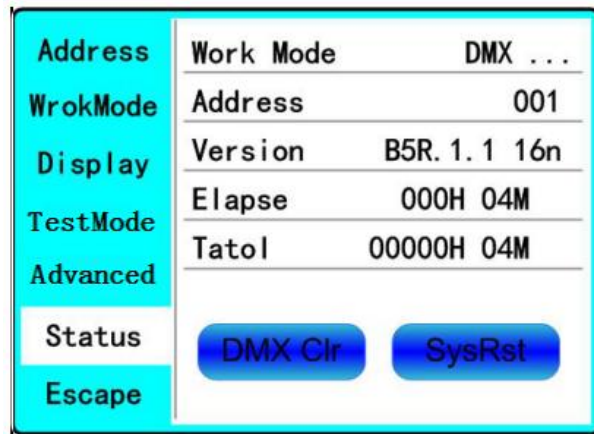 Address
WrokMode
Display
TestMode
Advanced
Status
Escape
Work Mode DMX ...
Address 001
Version B5R.1.1 16n
Elapse 000H 04M
Tatol 00000H 04M
DMX Clr SysRst